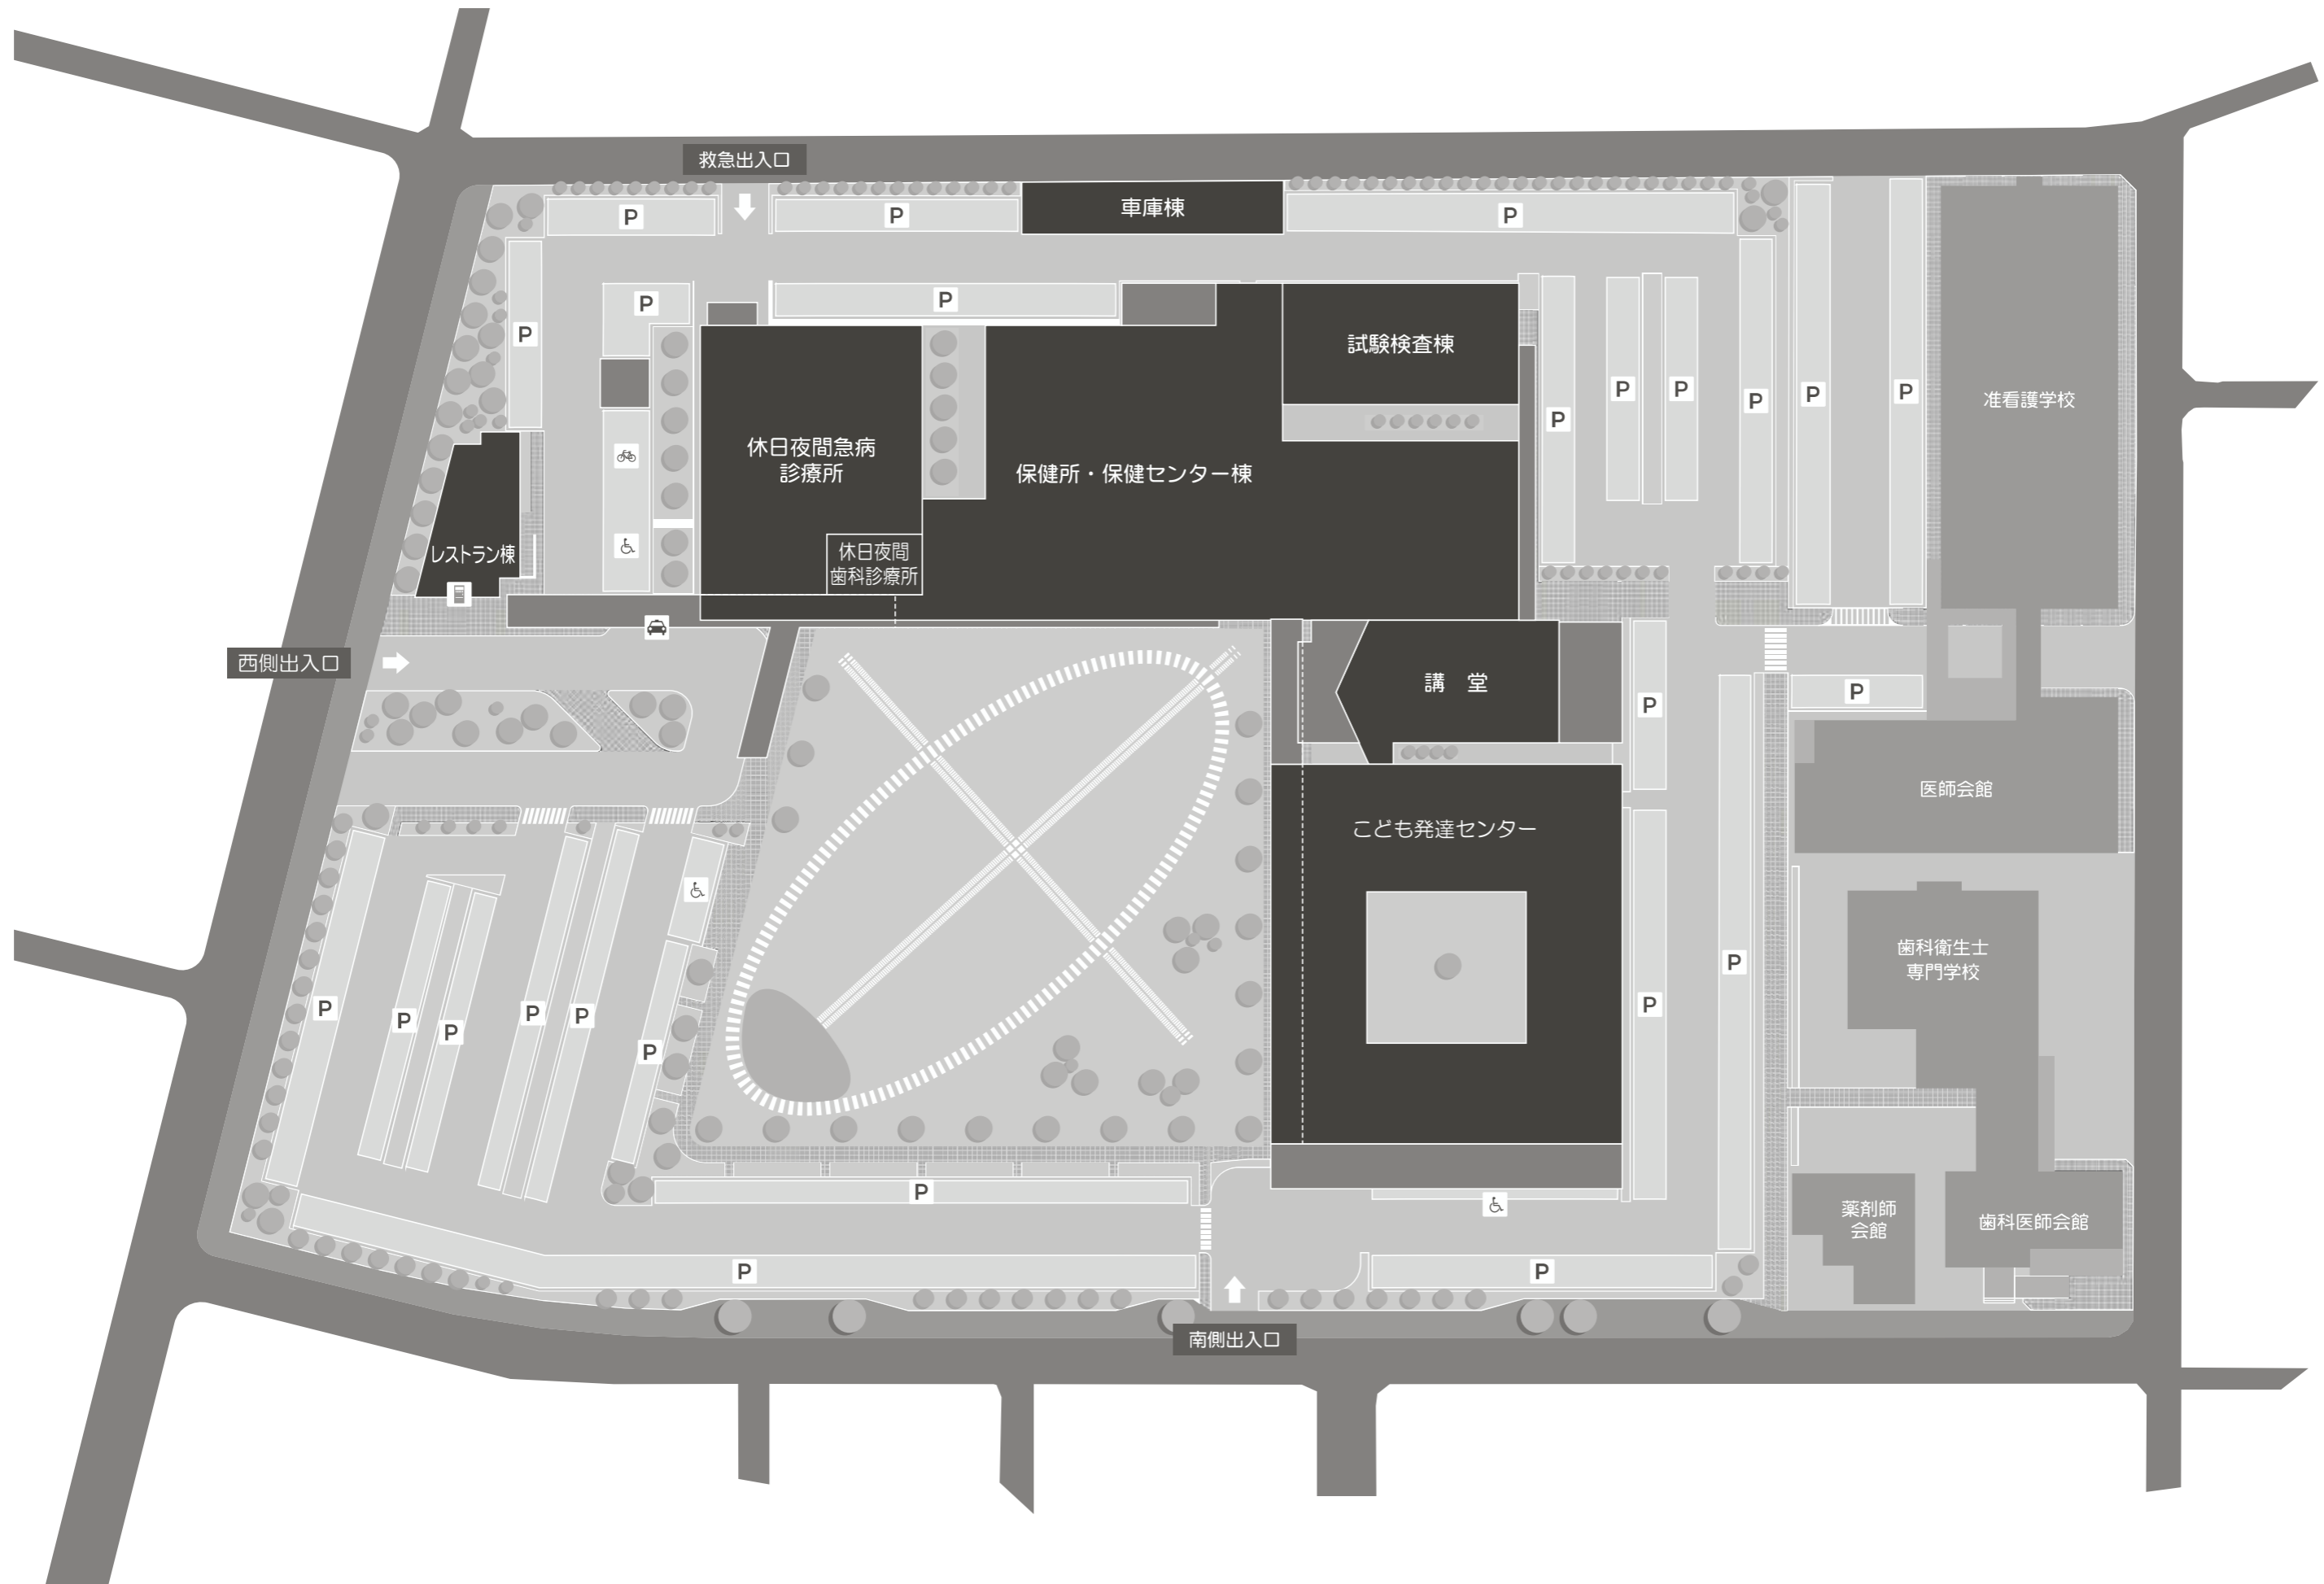 救急出入口
P
P
車庫棟
P
P
P
P
試験検査棟
P
P
P
P
P
P
准看護学校
休日夜間急病
診療所
保健所・保健センター棟
レストラン棟
休日夜間
歯科診療所
西側出入口
講　堂
P
P
医師会館
こども発達センター
歯科衛生士
専門学校
P
P
P
P
P
P
P
P
P
薬剤師
会館
歯科医師会館
P
P
南側出入口